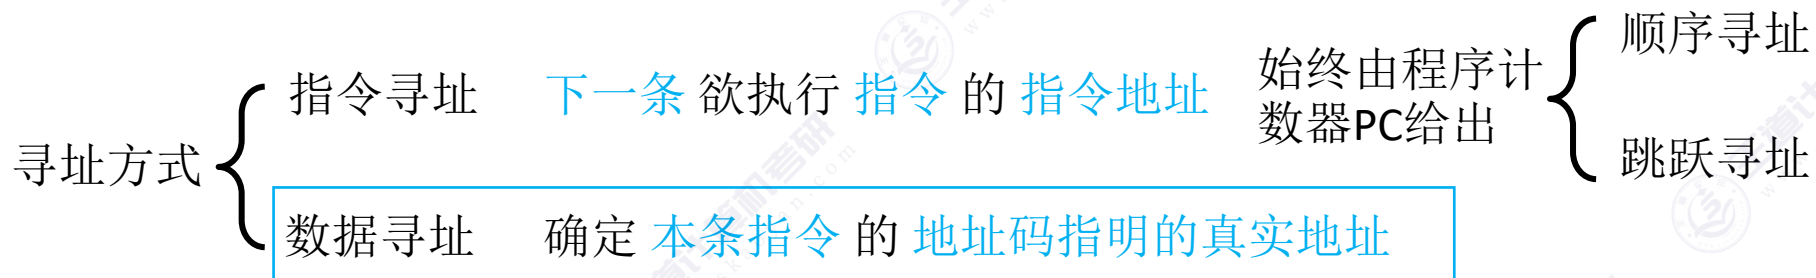 顺序寻址
指令寻址 下一条 欲执行 指令 的 指令地址
始终由程序计
数器PC给出
寻址方式
跳跃寻址
数据寻址 确定 本条指令 的 地址码指明的真实地址